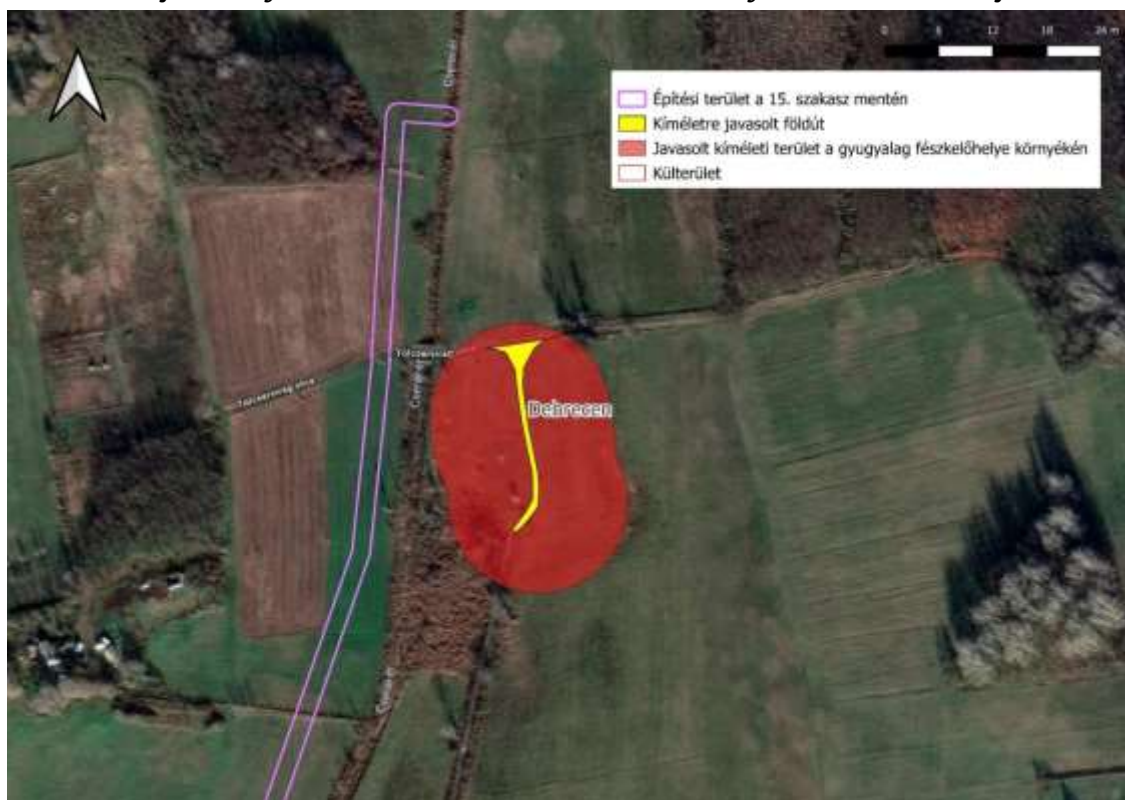 0 6 12 18 24 m
Építési terület a 15. szakasz mentén
Kíméletre javasolt földút
Javasolt kíméleti terület a gyugyalag fészkelőhelye környékén
Külterület
Debrecen